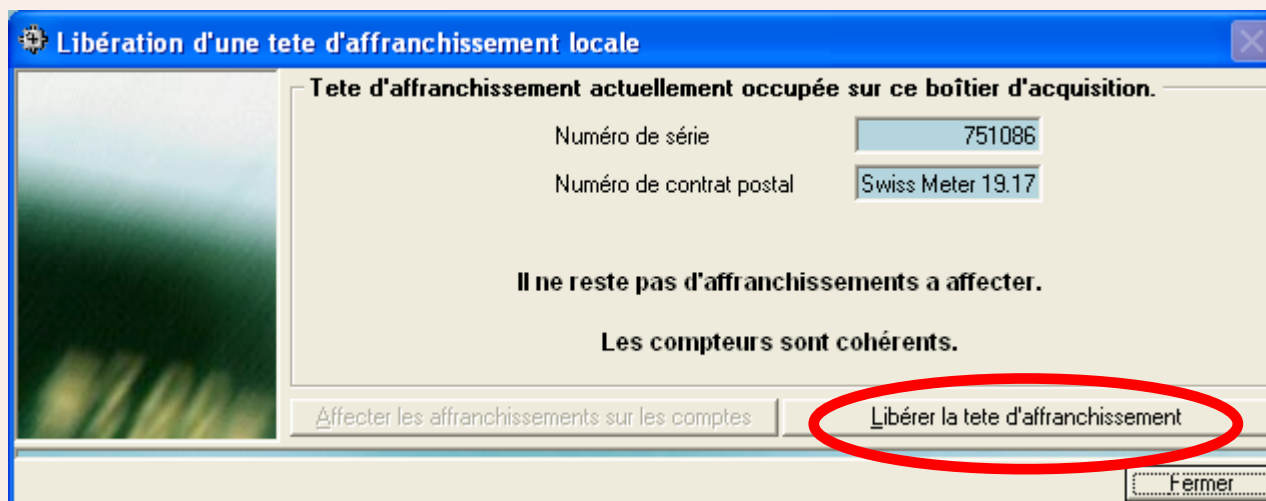 Libération d'une tete d'affranchissement locale
Tete d'affranchissement actuellement occupée sur ce boîtier d'acquisition.
Numéro de série 751086
Numéro de contrat postal Swiss Meter 19.17
Il ne reste pas d'affranchissements a affecter.
Les compteurs sont cohérents.
Affecter les affranchissements sur les comptes Libérer la tete d'affranchissement
Fermer